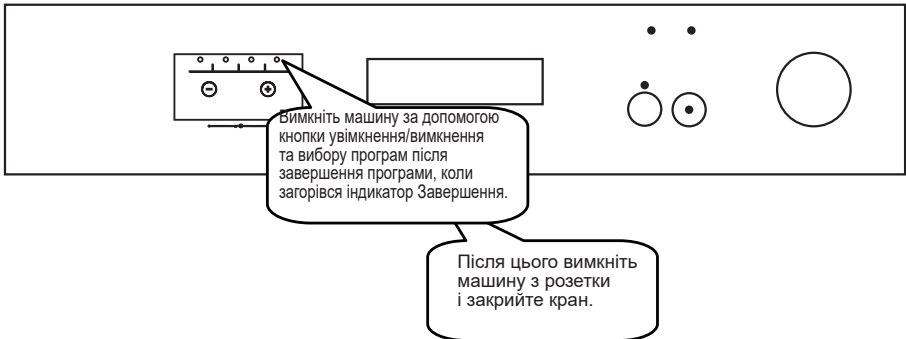 Вимкніть машину за допомогою
кнопки увімкнення/вимкнення
та вибору програм після
завершення програми, коли
загорівся індикатор Завершення.
Після цього вимкніть
машину з розетки
і закрийте кран.